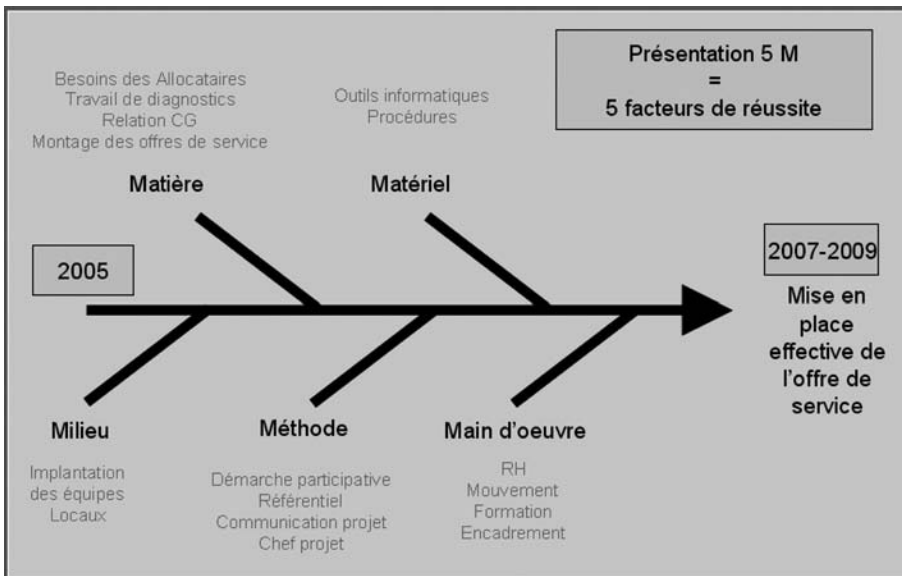 Présentation 5 M
=
5 facteurs de réussite
Besoins des Allocataires
Travail de diagnostics
Relation CG
Montage des offres de service
Matière
Outils informatiques
Procédures
Matériel
2005
2007-2009
Mise en
place
effective de
l'offre de
service
Milieu
Implantation
des équipes
Locaux
Méthode
Démarche participative
Référentiel
Communication projet
Chef projet
Main d'oeuvre
RH
Mouvement
Formation
Encadrement